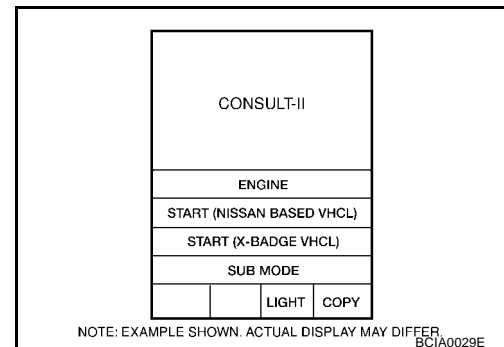 CONSULT-II
ENGINE
START (NISSAN BASED VHCL)
START (X-BADGE VHCL)
SUB MODE
LIGHT COPY
NOTE: EXAMPLE SHOWN. ACTUAL DISPLAY MAY DIFFER.
BCIA0029E